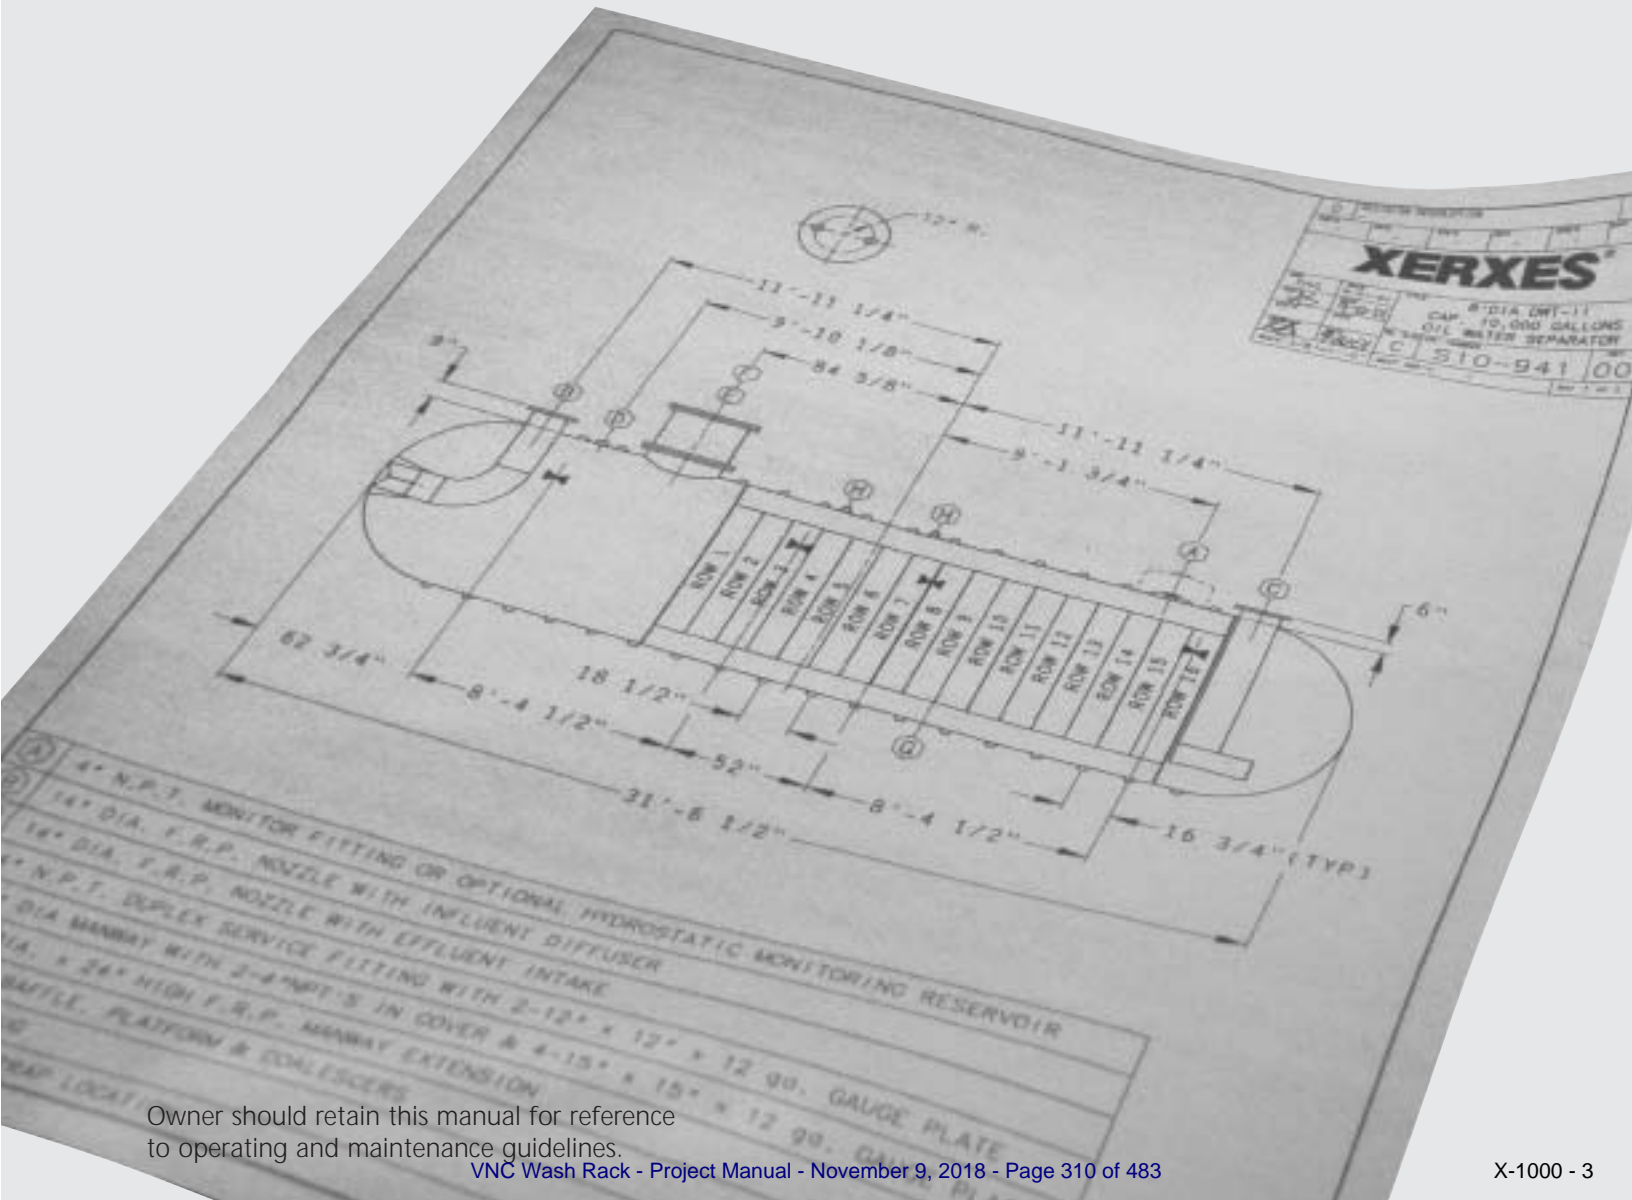 12" R.
XERXES®
8'DIA DWT-11
CAP. 10,000 GALLONS
OIL WATER SEPARATOR
C S10-941 00
11'-11 1/4"
9'-10 1/8"
84 5/8"
9"
B
D
11'-11 1/4"
9'-1 3/4"
H
H
A
C
6"
ROW 1
ROW 2
ROW 3
ROW 4
ROW 5
ROW 6
ROW 7
ROW 8
ROW 9
ROW 10
ROW 11
ROW 12
ROW 13
ROW 14
ROW 15
ROW 16
62 3/4"
18 1/2"
8'-4 1/2"
G
52"
31'-6 1/2"
8'-4 1/2"
16 3/4"(TYP)
A 4" N.P.T. MONITOR FITTING OR OPTIONAL HYDROSTATIC MONITORING RESERVOIR
14" DIA. F.R.P. NOZZLE WITH INFLUENT DIFFUSER
14" DIA. F.R.P. NOZZLE WITH EFFLUENT INTAKE
N.P.T. DUPLEX SERVICE FITTING WITH 2-12" x 12" x 12 ga. GAUGE PLATE
DIA MANWAY WITH 2-4"NPT'S IN COVER & 4-15" x 15" x 12 ga.
x 24" HIGH F.R.P. MANWAY EXTENSION
BAFFLE, PLATFORM & COALESCERS
Owner should retain this manual for reference
to operating and maintenance guidelines.
VNC Wash Rack - Project Manual - November 9, 2018 - Page 310 of 483
X-1000 - 3